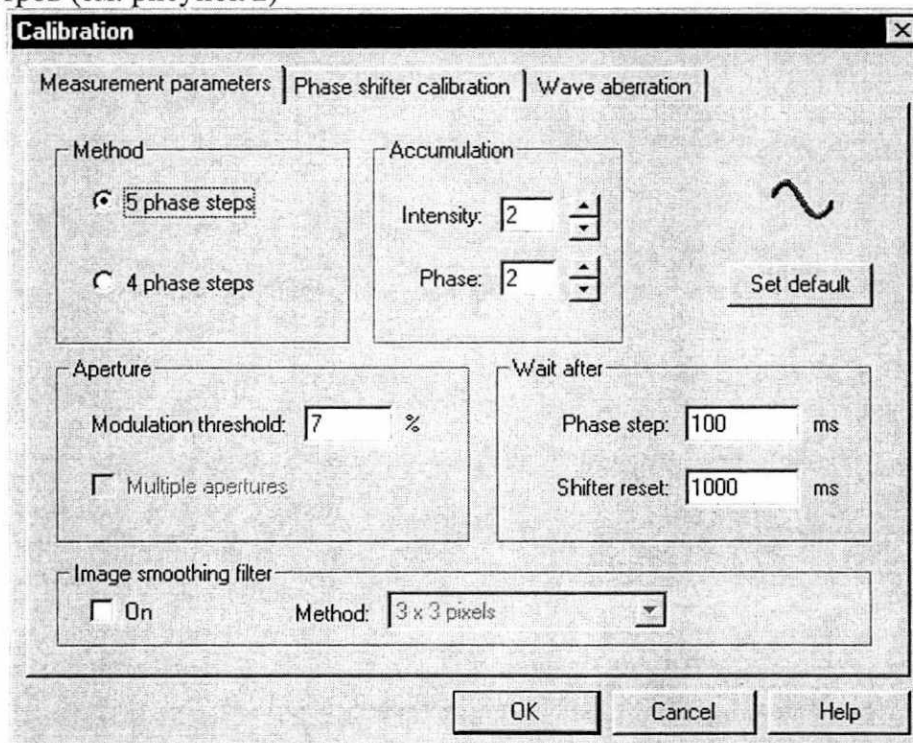 Calibration
Measurement parameters
Phase shifter calibration
Wave aberration
Method
5 phase steps
4 phase steps
Accumulation
Intensity: 2
Phase: 2
Set default
Aperture
Modulation threshold: 7 %
Multiple apertures
Wait after
Phase step: 100 ms
Shifter reset: 1000 ms
Image smoothing filter
On
Method: 3 x 3 pixels
OK
Cancel
Help